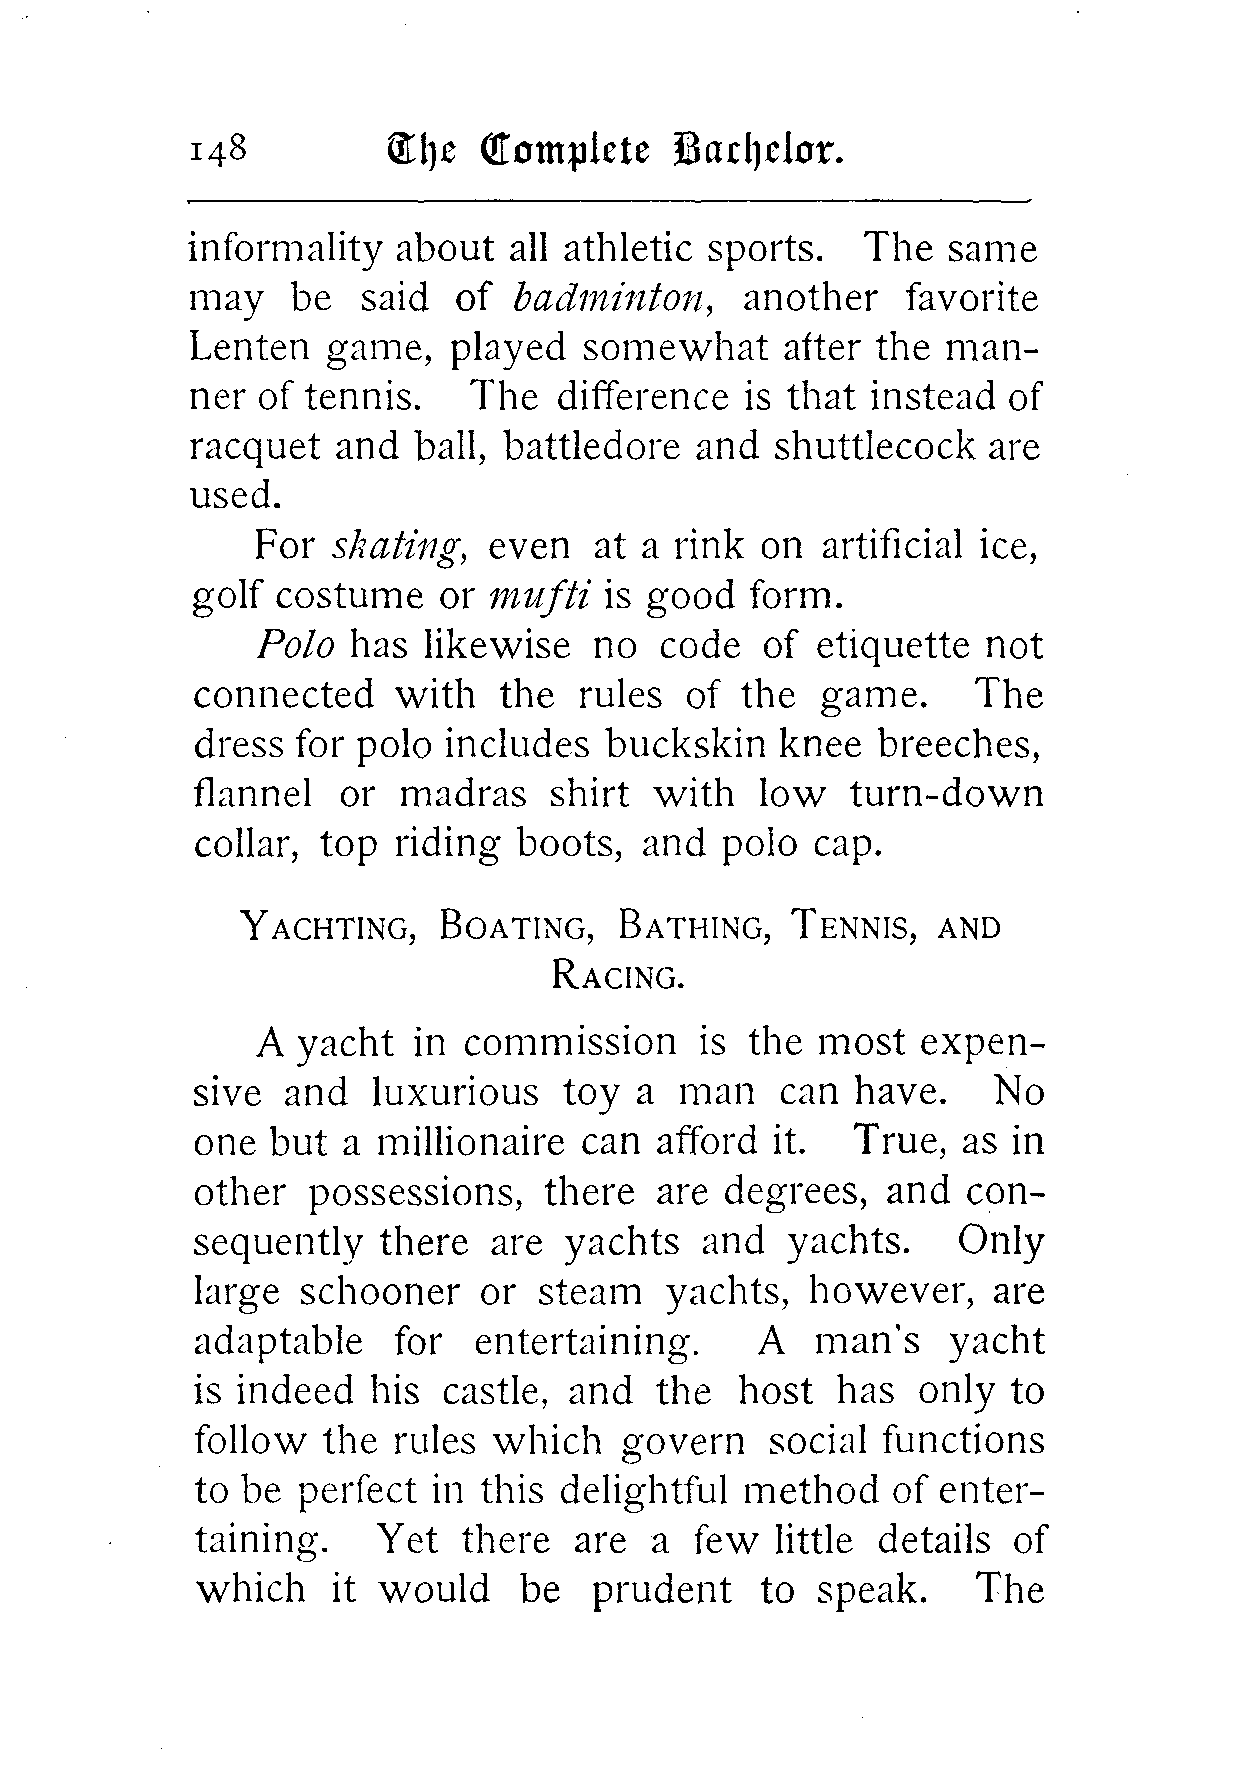 148 The Complete Bachelor.
informality about all athletic sports. The same
may be said of badminton, another favorite
Lenten game, played somewhat after the man-
ner of tennis. The difference is that instead of
racquet and ball, battledore and shuttlecock are
used.
For skating, even at a rink on artificial ice,
golf costume or mufti is good form.
Polo has likewise no code of etiquette not
connected with the rules of the game. The
dress for polo includes buckskin knee breeches,
flannel or madras shirt with low turn-down
collar, top riding boots, and polo cap.
Yachting, Boating, Bathing, Tennis, and
Racing.
A yacht in commission is the most expen-
sive and luxurious toy a man can have. No
one but a millionaire can afford it. True, as in
other possessions, there are degrees, and con-
sequently there are yachts and yachts. Only
large schooner or steam yachts, however, are
adaptable for entertaining. A man's yacht
is indeed his castle, and the host has only to
follow the rules which govern social functions
to be perfect in this delightful method of enter-
taining. Yet there are a few little details of
which it would be prudent to speak. The